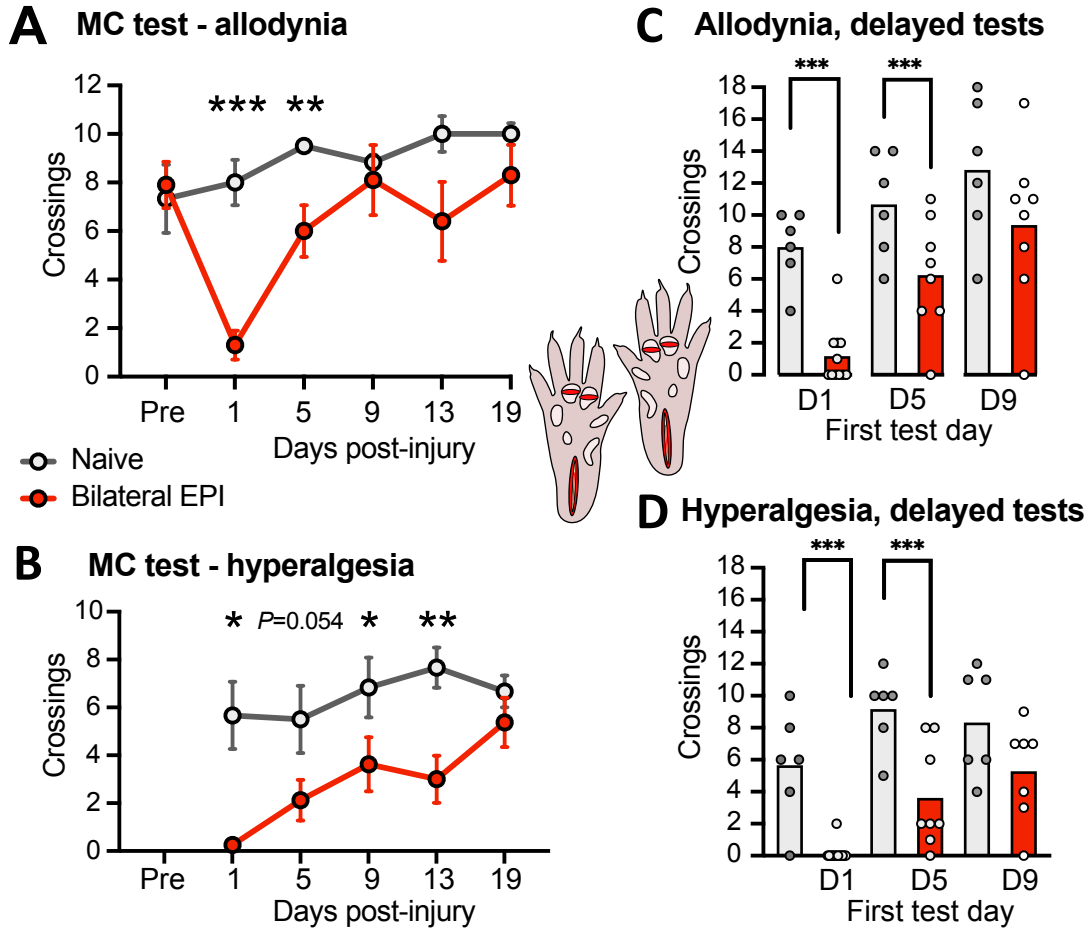 A MC test - allodynia
12
10
8
6
4
2
0
Crossings
*** **
Pre 1 5 9 13 19
Days post-injury
Naive
Bilateral EPI
B MC test - hyperalgesia
10
8
6
4
2
0
Crossings
* P=0.054 * **
Pre 1 5 9 13 19
Days post-injury
C Allodynia, delayed tests
18
16
14
12
10
8
6
4
2
0
Crossings
*** ***
D1 D5 D9
First test day
D Hyperalgesia, delayed tests
18
16
14
12
10
8
6
4
2
0
Crossings
*** ***
D1 D5 D9
First test day